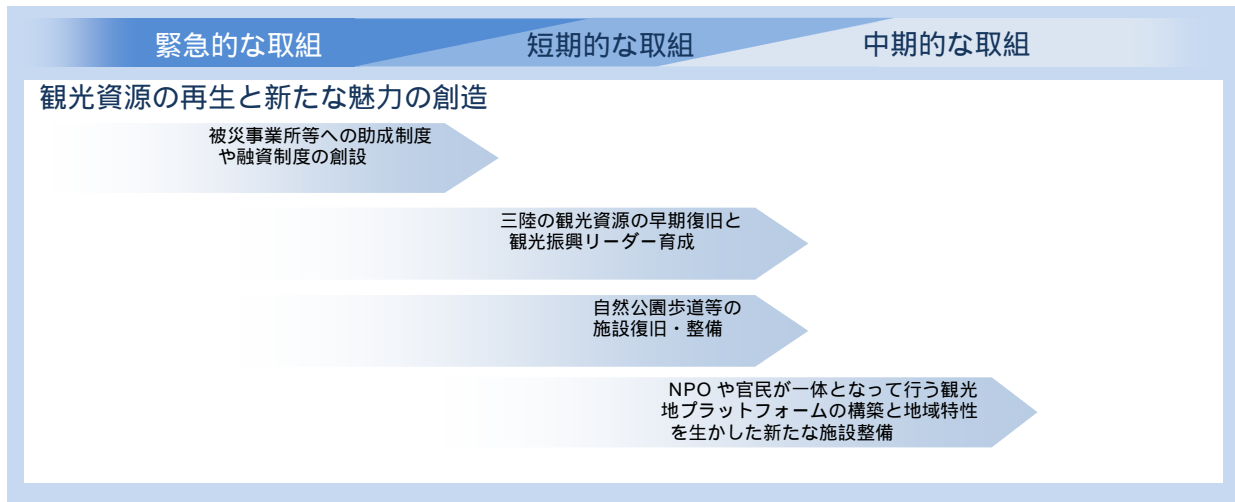 緊急的な取組
短期的な取組
中期的な取組
観光資源の再生と新たな魅力の創造
被災事業所等への助成制度
や融資制度の創設
三陸の観光資源の早期復旧と
観光振興リーダー育成
自然公園歩道等の
施設復旧・整備
NPO や官民が一体となって行う観光
地プラットフォームの構築と地域特性
を生かした新たな施設整備